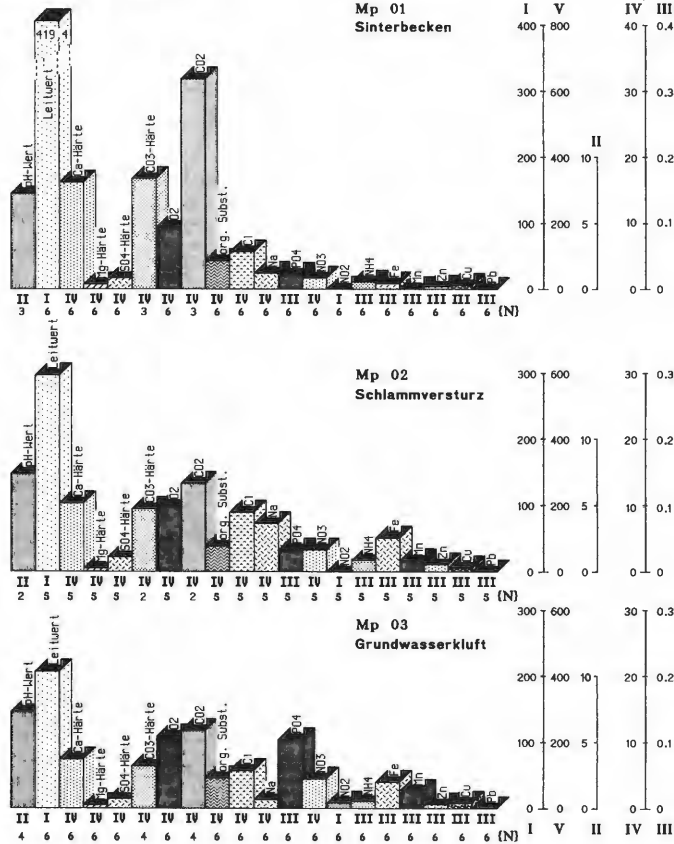 Mp 01
Sinterbecken
I V IV III
400 800 40 0.4
300 600 30 0.3
II
200 400 10 20 0.2
100 200 5 10 0.1
0 0 0 0 0
419 4
pH-Wert
Leitwert
Ca-Härte
Mg-Härte
SO4-Härte
CO3-Härte
O2
CO2
org. Subst.
Cl
Na
PO4
NO3
NO2
NH4
Fe
Mn
Zn
Cu
Pb
II I IV IV IV IV IV IV IV IV IV III IV I III III III III III III
3 6 6 6 6 3 6 3 6 6 6 6 6 6 6 6 6 6 6 6 (N)
Mp 02
Schlammversturz
300 600 30 0.3
200 400 10 20 0.2
100 200 5 10 0.1
0 0 0 0 0
pH-Wert
Leitwert
Ca-Härte
Mg-Härte
SO4-Härte
CO3-Härte
O2
CO2
org. Subst.
Cl
Na
PO4
NO3
NO2
NH4
Fe
Mn
Zn
Cu
Pb
II I IV IV IV IV IV IV IV IV IV III IV I III III III III III III
2 5 5 5 5 2 5 2 5 5 5 5 5 5 5 5 5 5 5 5 (N)
Mp 03
Grundwasserkluft
300 600 30 0.3
200 400 10 20 0.2
100 200 5 10 0.1
0 0 0 0 0
pH-Wert
Leitwert
Ca-Härte
Mg-Härte
SO4-Härte
CO3-Härte
O2
CO2
org. Subst.
Cl
Na
PO4
NO3
NO2
NH4
Fe
Mn
Zn
Cu
Pb
II I IV IV IV IV IV IV IV IV IV III IV I III III III III III III
4 6 6 6 6 4 6 4 6 6 6 6 6 6 6 6 6 6 6 6 (N)
I V II IV III